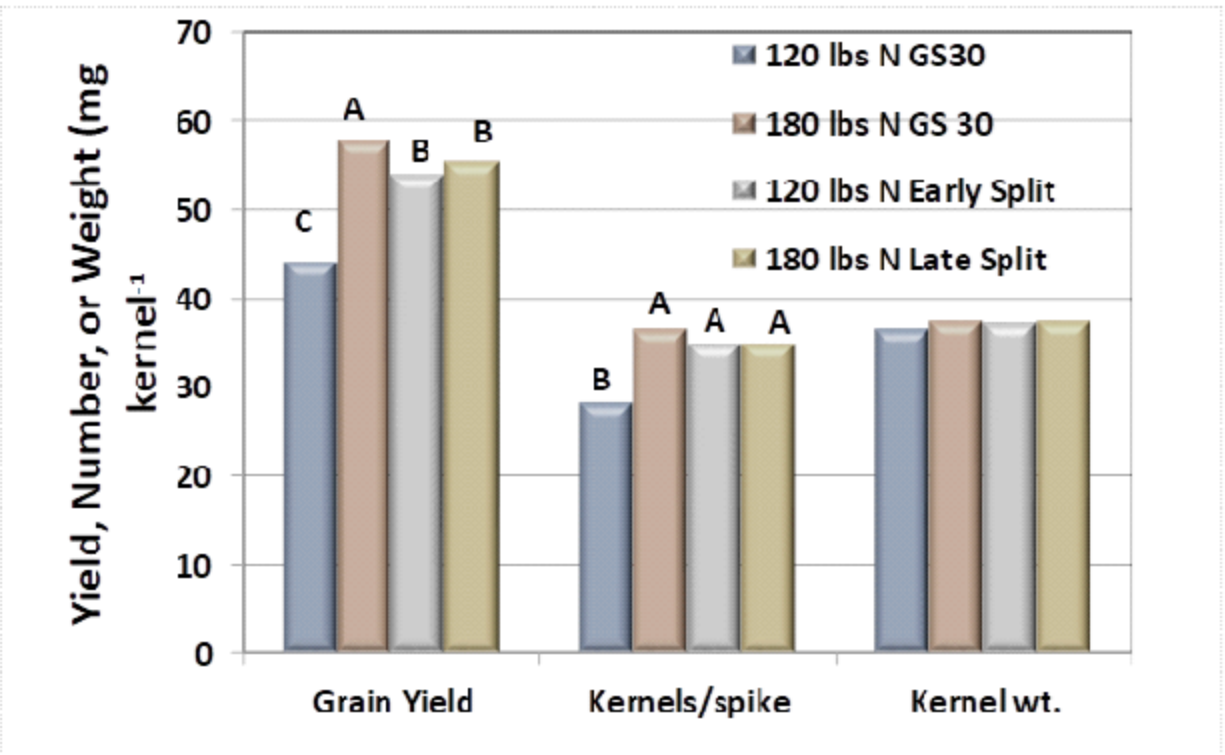 Yield, Number, or Weight (mg
kernel-1
70
60
50
40
30
20
10
0
120 lbs N GS30
180 lbs N GS 30
120 lbs N Early Split
180 lbs N Late Split
C
A
B
B
B
A
A
A
Grain Yield
Kernels/spike
Kernel wt.